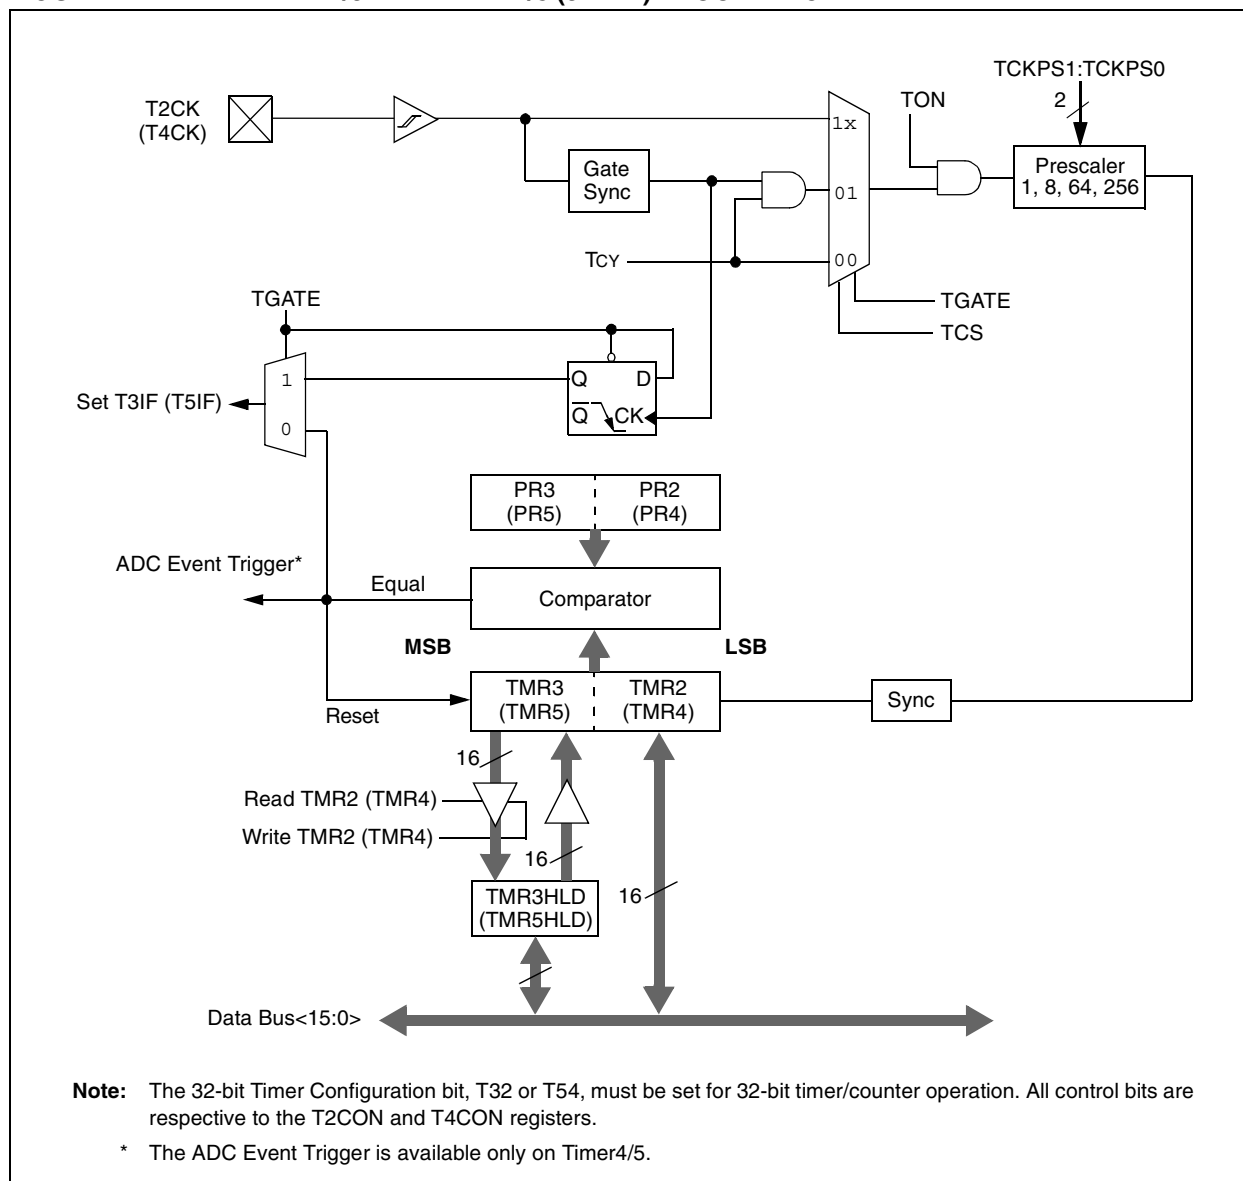 TCKPS1:TCKPS0
2
TON
T2CK
(T4CK)
1x
Gate
Sync
01
Prescaler
1, 8, 64, 256
TCY
00
TGATE
TCS
TGATE
1
Q
D
Set T3IF (T5IF)
Q
CK
0
PR3
(PR5)
PR2
(PR4)
ADC Event Trigger*
Equal
Comparator
MSB
LSB
TMR3
(TMR5)
TMR2
(TMR4)
Sync
Reset
16
Read TMR2 (TMR4)
Write TMR2 (TMR4)
16
16
TMR3HLD
(TMR5HLD)
Data Bus<15:0>
Note: The 32-bit Timer Configuration bit, T32 or T54, must be set for 32-bit timer/counter operation. All control bits are
respective to the T2CON and T4CON registers.
* The ADC Event Trigger is available only on Timer4/5.